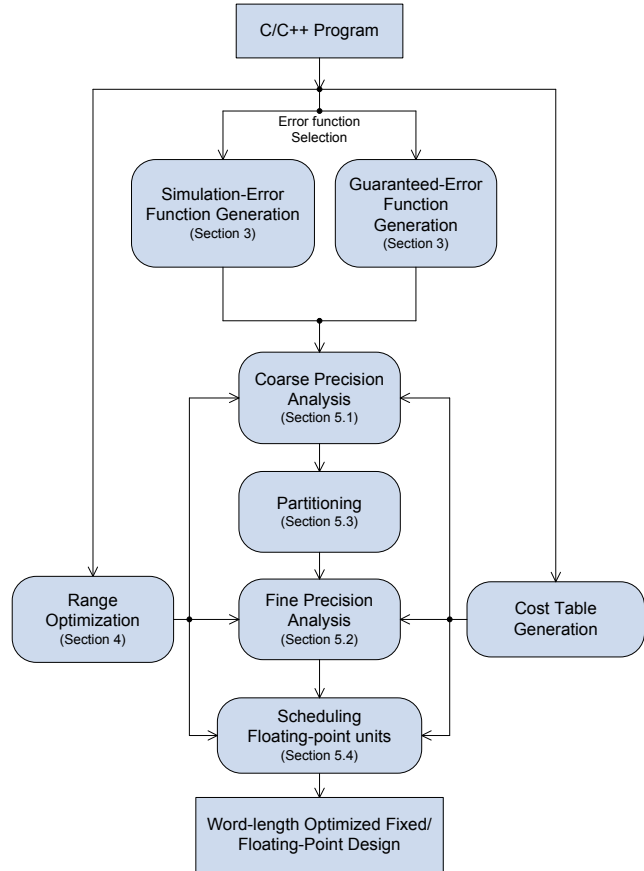 C/C++ Program
Error function
Selection
Simulation-Error
Function Generation
(Section 3)
Guaranteed-Error
Function
Generation
(Section 3)
Coarse Precision
Analysis
(Section 5.1)
Partitioning
(Section 5.3)
Range
Optimization
(Section 4)
Fine Precision
Analysis
(Section 5.2)
Cost Table
Generation
Scheduling
Floating-point units
(Section 5.4)
Word-length Optimized Fixed/
Floating-Point Design